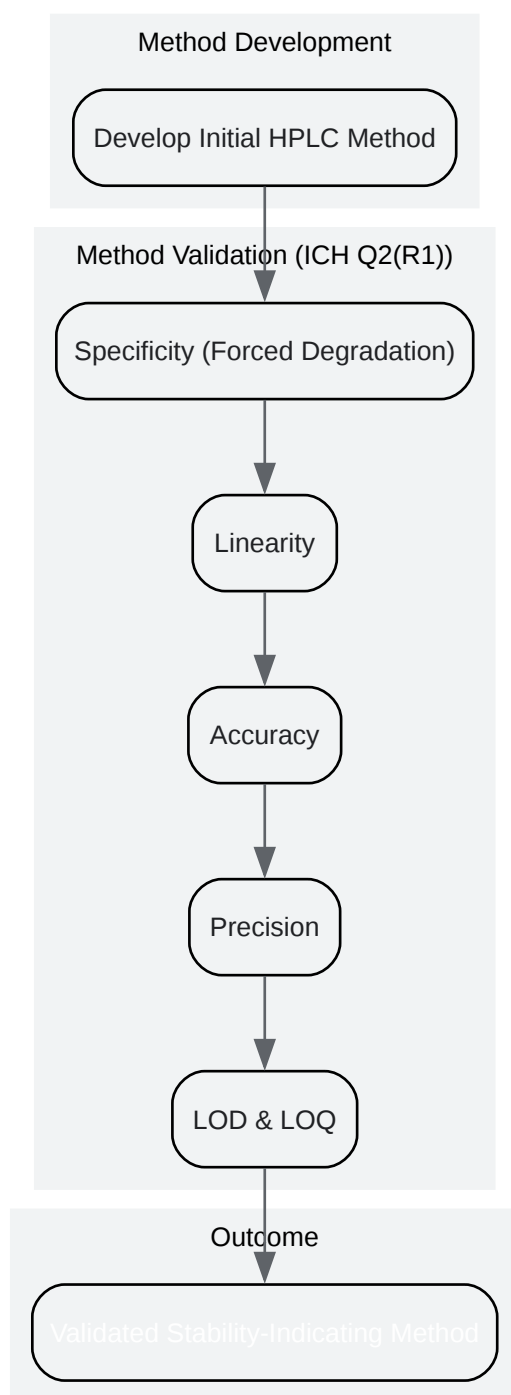 Method Development
Develop Initial HPLC Method
Method Validation (ICH Q2(R1))
Specificity (Forced Degradation)
Linearity
Accuracy
Precision
LOD & LOQ
Outcome
Validated Stability-Indicating Method